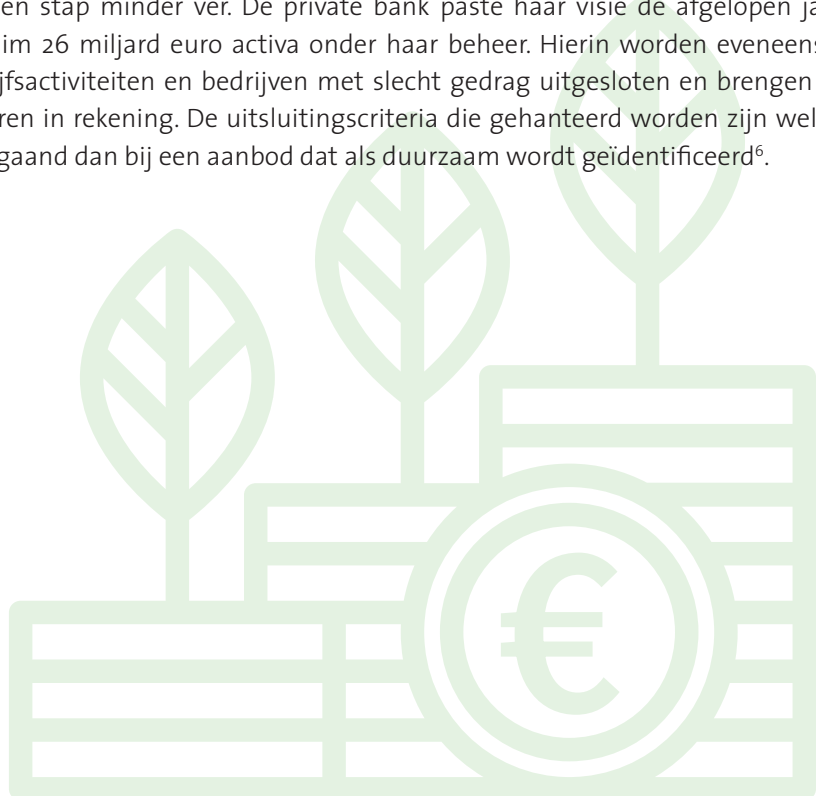 en stap minder ver. De private bank paste haar visie de afgelopen ja
im 26 miljard euro activa onder haar beheer. Hierin worden eveneens
jfsactiviteiten en bedrijven met slecht gedrag uitgesloten en brengen
ren in rekening. De uitsluitingscriteria die gehanteerd worden zijn wel
gaand dan bij een aanbod dat als duurzaam wordt geïdentificeerd⁶.
€